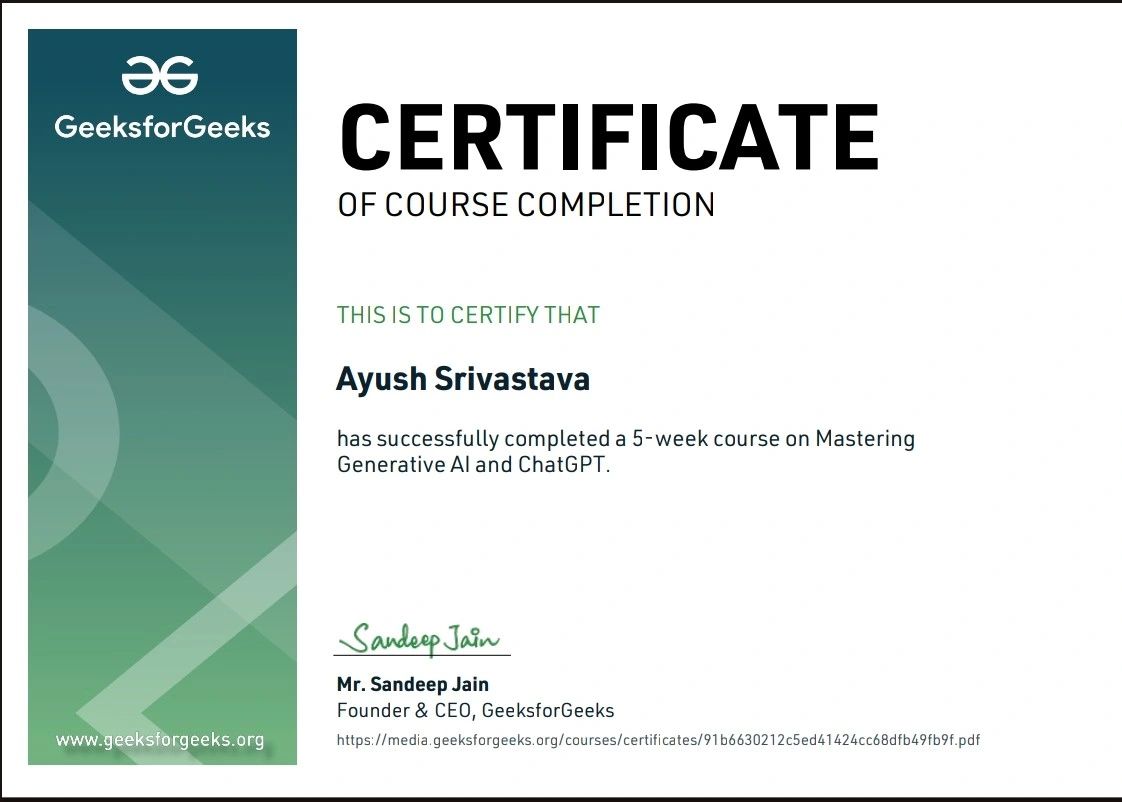 GeeksforGeeks
CERTIFICATE
OF COURSE COMPLETION
THIS IS TO CERTIFY THAT
Ayush Srivastava
has successfully completed a 5-week course on Mastering
Generative AI and ChatGPT.
Sandeep Jain
Mr. Sandeep Jain
Founder & CEO, GeeksforGeeks
https://media.geeksforgeeks.org/courses/certificates/91b6630212c5ed41424cc68dfb49fb9f.pdf
www.geeksforgeeks.org